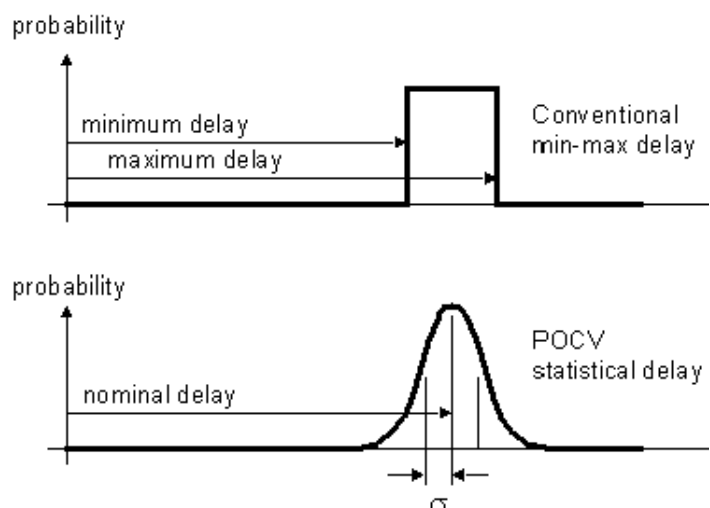 probability
minimum delay
maximum delay
Conventional
min-max delay
probability
nominal delay
POCV
statistical delay
σ